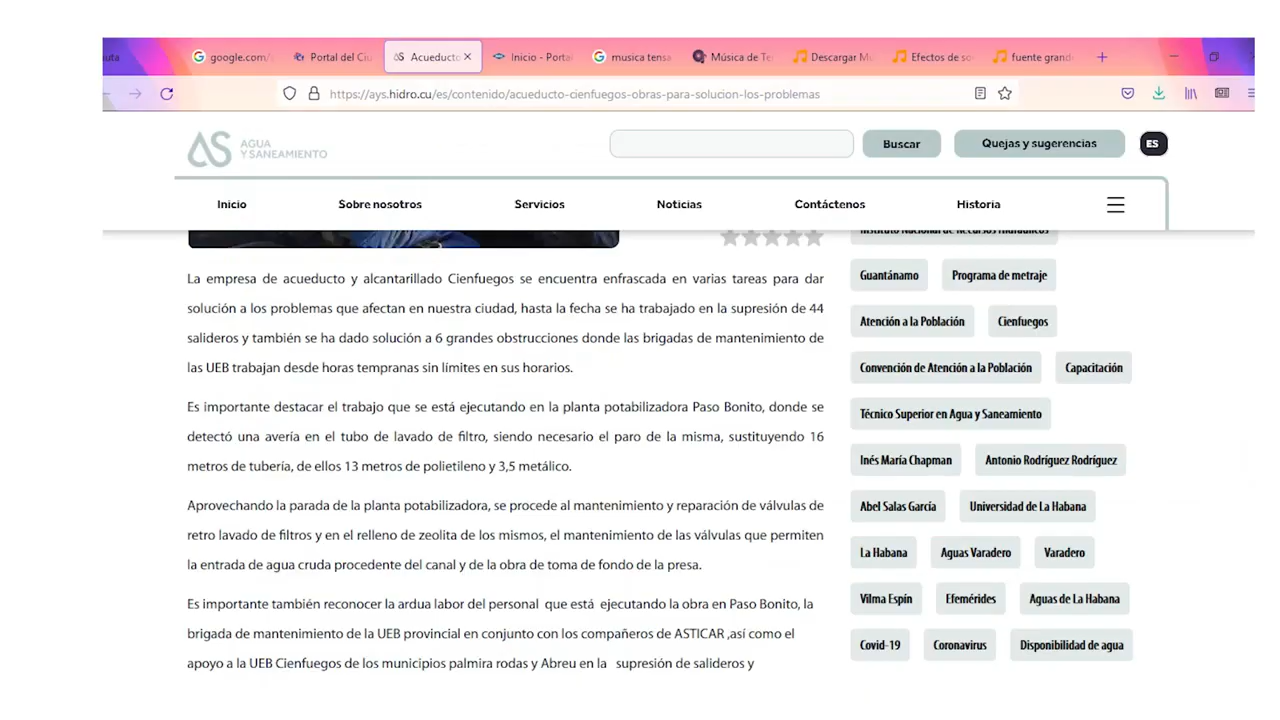 uta
google.com/
Portal del Ciu
Acueducto
Inicio - Porta
musica tensa
Música de Te
Descargar Mu
Efectos de so
fuente grand
https://ays.hidro.cu/es/contenido/acueducto-cienfuegos-obras-para-solucion-los-problemas
AS AGUA
Y SANEAMIENTO
Buscar
Quejas y sugerencias
ES
Inicio
Sobre nosotros
Servicios
Noticias
Contáctenos
Historia
La empresa de acueducto y alcantarillado Cienfuegos se encuentra enfrascada en varias tareas para dar
solución a los problemas que afectan en nuestra ciudad, hasta la fecha se ha trabajado en la supresión de 44
salideros y también se ha dado solución a 6 grandes obstrucciones donde las brigadas de mantenimiento de
las UEB trabajan desde horas tempranas sin límites en sus horarios.
Es importante destacar el trabajo que se está ejecutando en la planta potabilizadora Paso Bonito, donde se
detectó una avería en el tubo de lavado de filtro, siendo necesario el paro de la misma, sustituyendo 16
metros de tubería, de ellos 13 metros de polietileno y 3,5 metálico.
Aprovechando la parada de la planta potabilizadora, se procede al mantenimiento y reparación de válvulas de
retro lavado de filtros y en el relleno de zeolita de los mismos, el mantenimiento de las válvulas que permiten
la entrada de agua cruda procedente del canal y de la obra de toma de fondo de la presa.
Es importante también reconocer la ardua labor del personal que está ejecutando la obra en Paso Bonito, la
brigada de mantenimiento de la UEB provincial en conjunto con los compañeros de ASTICAR ,así como el
apoyo a la UEB Cienfuegos de los municipios palmira rodas y Abreu en la supresión de salideros y
Instituto Nacional de Recursos Hidráulicos
Guantánamo
Programa de metraje
Atención a la Población
Cienfuegos
Convención de Atención a la Población
Capacitación
Técnico Superior en Agua y Saneamiento
Inés María Chapman
Antonio Rodríguez Rodríguez
Abel Salas García
Universidad de La Habana
La Habana
Aguas Varadero
Varadero
Vilma Espín
Efemérides
Aguas de La Habana
Covid-19
Coronavirus
Disponibilidad de agua